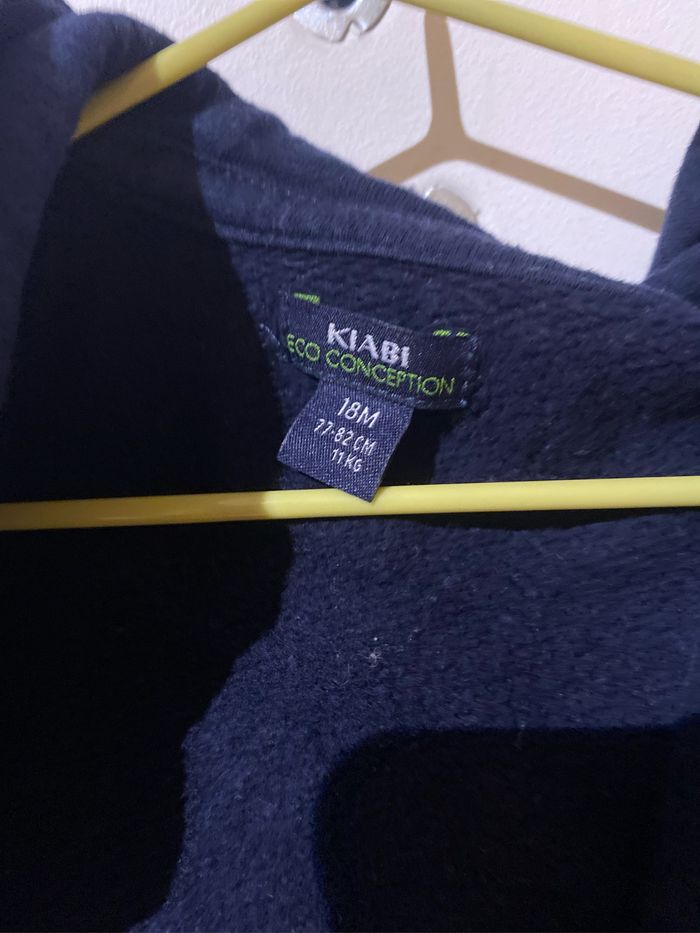 KIABI
ECO CONCEPTION
18M
77-82 CM
11 KG